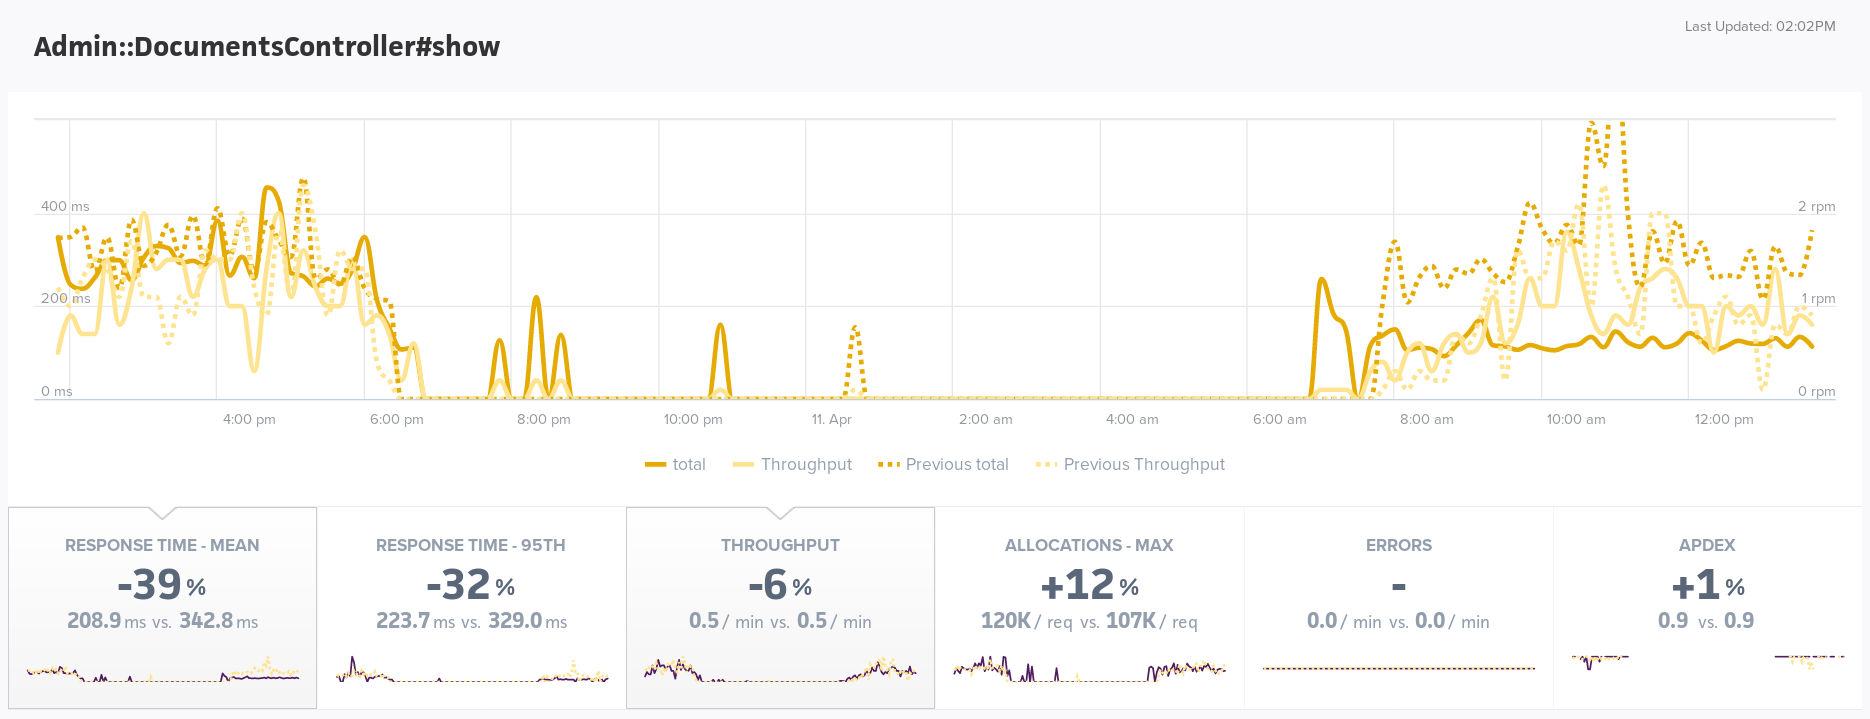 Last Updated: 02:02PM
Admin::DocumentsController#show
400 ms
2 rpm
200 ms
1 rpm
0 ms
0 rpm
4:00 pm 6:00 pm 8:00 pm 10:00 pm 11. Apr 2:00 am 4:00 am 6:00 am 8:00 am 10:00 am 12:00 pm
total Throughput Previous total Previous Throughput
RESPONSE TIME - MEAN
-39 %
208.9 ms vs. 342.8 ms
RESPONSE TIME - 95TH
-32 %
223.7 ms vs. 329.0 ms
THROUGHPUT
-6 %
0.5 / min vs. 0.5 / min
ALLOCATIONS - MAX
+12 %
120K / req vs. 107K / req
ERRORS
-
0.0 / min vs. 0.0 / min
APDEX
+1 %
0.9 vs. 0.9